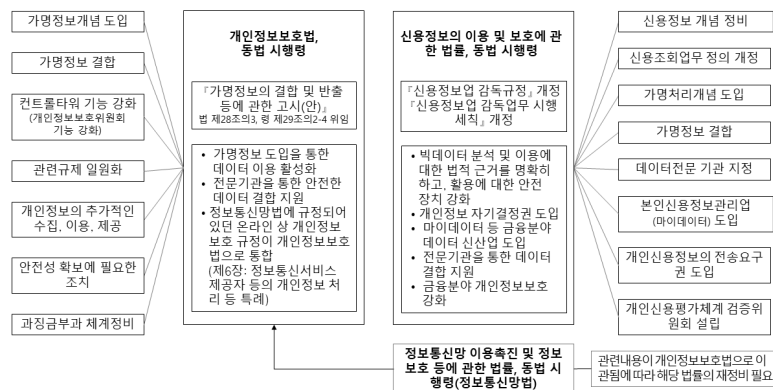 가명정보개념 도입
가명정보 결합
컨트롤타워 기능 강화
(개인정보보호위원회
기능 강화)
관련규제 일원화
개인정보의 추가적인
수집, 이용, 제공
안전성 확보에 필요한
조치
과징금부과 체계정비
개인정보보호법,
동법 시행령
『가명정보의 결합 및 반출
등에 관한 고시(안)』
법 제28조의3, 령 제29조의2-4 위임
• 가명정보 도입을 통한
데이터 이용 활성화
• 전문기관을 통한 안전한
데이터 결합 지원
• 정보통신망법에 규정되어
있던 온라인 상 개인정보
보호 규정이 개인정보보호
법으로 통합
(제6장: 정보통신서비스
제공자 등의 개인정보 처
리 등 특례)
신용정보의 이용 및 보호에 관
한 법률, 동법 시행령
『신용정보업 감독규정』 개정
『신용정보업 감독업무 시행
세칙』 개정
• 빅데이터 분석 및 이용에
대한 법적 근거를 명확히
하고, 활용에 대한 안전
장치 강화
• 개인정보 자기결정권 도입
• 마이데이터 등 금융분야
데이터 신산업 도입
• 전문기관을 통한 데이터
결합 지원
• 금융분야 개인정보보호
강화
신용정보 개념 정비
신용조회업무 정의 개정
가명처리개념 도입
가명정보 결합
데이터전문 기관 지정
본인신용정보관리업
(마이데이터) 도입
개인신용정보의 전송요구
권 도입
개인신용평가체계 검증위
원회 설립
정보통신망 이용촉진 및 정보
보호 등에 관한 법률, 동법 시
행령(정보통신망법)
관련내용이 개인정보보호법으로 이
관됨에 따라 해당 법률의 재정비 필요